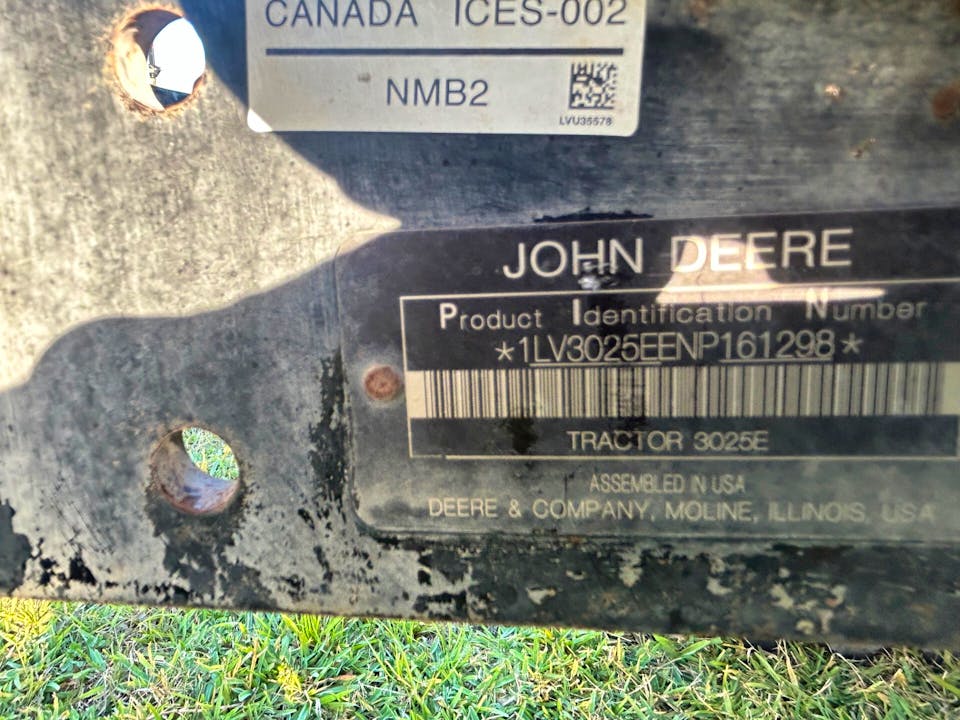 CANADA ICES-002
NMB2
LVU35578
JOHN DEERE
Product Identification Number
*1LV3025EENP161298*
TRACTOR 3025E
ASSEMBLED IN USA
DEERE & COMPANY, MOLINE, ILLINOIS, USA